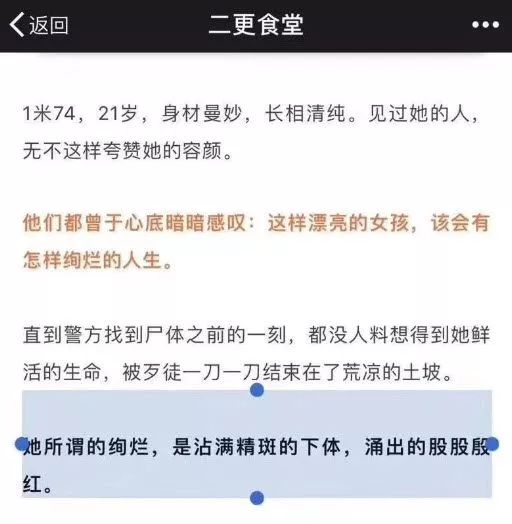 返回
二更食堂
1米74，21岁，身材曼妙，长相清纯。见过她的人，
无不这样夸赞她的容颜。
他们都曾于心底暗暗感叹：这样漂亮的女孩，该会有
怎样绚烂的人生。
直到警方找到尸体之前的一刻，都没人料想得到她鲜
活的生命，被歹徒一刀一刀结束在了荒凉的土坡。
她所谓的绚烂，是沾满精斑的下体，涌出的股股殷
红。